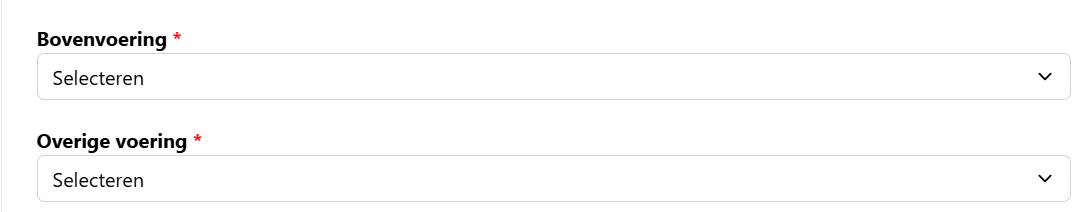 Bovenvoering *
Selecteren
Overige voering *
Selecteren